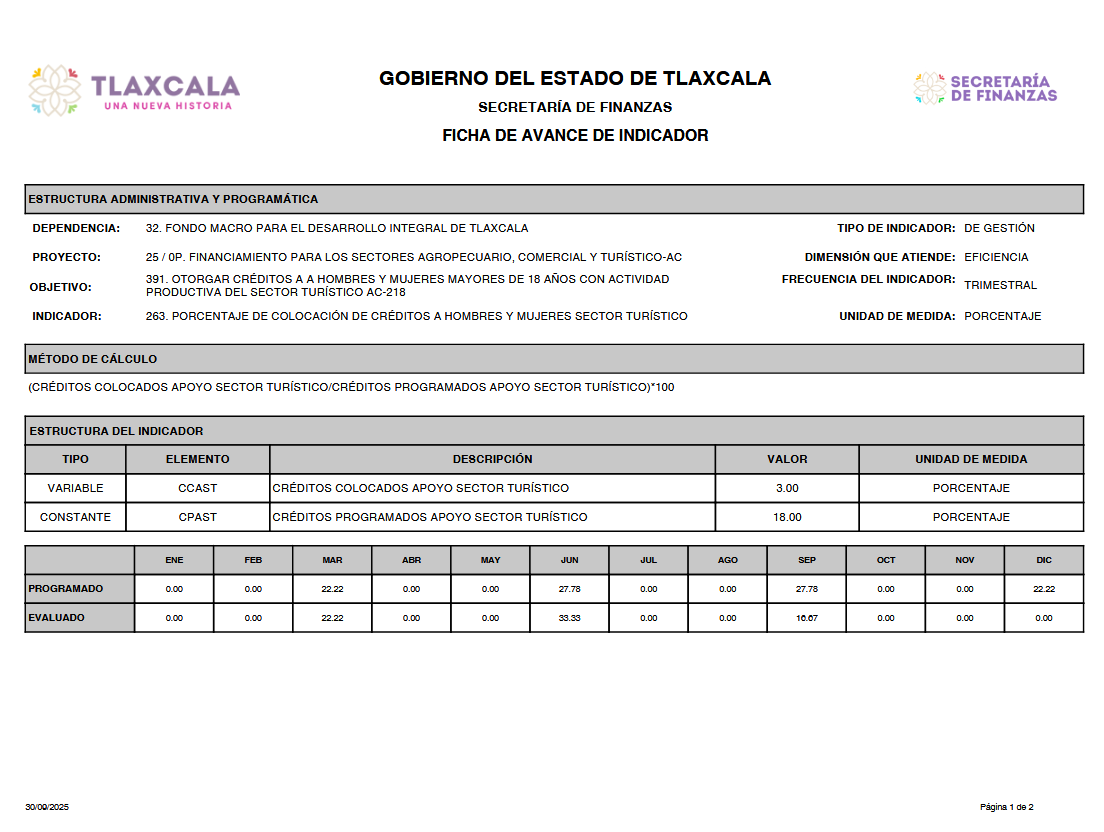 TLAXCALA
UNA NUEVA HISTORIA
GOBIERNO DEL ESTADO DE TLAXCALA
SECRETARÍA DE FINANZAS
FICHA DE AVANCE DE INDICADOR
SECRETARÍA
DE FINANZAS
ESTRUCTURA ADMINISTRATIVA Y PROGRAMÁTICA
DEPENDENCIA: 32. FONDO MACRO PARA EL DESARROLLO INTEGRAL DE TLAXCALA TIPO DE INDICADOR: DE GESTIÓN
PROYECTO: 25 / 0P. FINANCIAMIENTO PARA LOS SECTORES AGROPECUARIO, COMERCIAL Y TURÍSTICO-AC DIMENSIÓN QUE ATIENDE: EFICIENCIA
OBJETIVO: 391. OTORGAR CRÉDITOS A A HOMBRES Y MUJERES MAYORES DE 18 AÑOS CON ACTIVIDAD
PRODUCTIVA DEL SECTOR TURÍSTICO AC-218 FRECUENCIA DEL INDICADOR: TRIMESTRAL
INDICADOR: 263. PORCENTAJE DE COLOCACIÓN DE CRÉDITOS A HOMBRES Y MUJERES SECTOR TURÍSTICO UNIDAD DE MEDIDA: PORCENTAJE
MÉTODO DE CÁLCULO
(CRÉDITOS COLOCADOS APOYO SECTOR TURÍSTICO/CRÉDITOS PROGRAMADOS APOYO SECTOR TURÍSTICO)*100
ESTRUCTURA DEL INDICADOR
TIPO ELEMENTO DESCRIPCIÓN VALOR UNIDAD DE MEDIDA
VARIABLE CCAST CRÉDITOS COLOCADOS APOYO SECTOR TURÍSTICO 3.00 PORCENTAJE
CONSTANTE CPAST CRÉDITOS PROGRAMADOS APOYO SECTOR TURÍSTICO 18.00 PORCENTAJE
ENE FEB MAR ABR MAY JUN JUL AGO SEP OCT NOV DIC
PROGRAMADO 0.00 0.00 22.22 0.00 0.00 27.78 0.00 0.00 27.78 0.00 0.00 22.22
EVALUADO 0.00 0.00 22.22 0.00 0.00 33.33 0.00 0.00 16.67 0.00 0.00 0.00
30/09/2025 Página 1 de 2